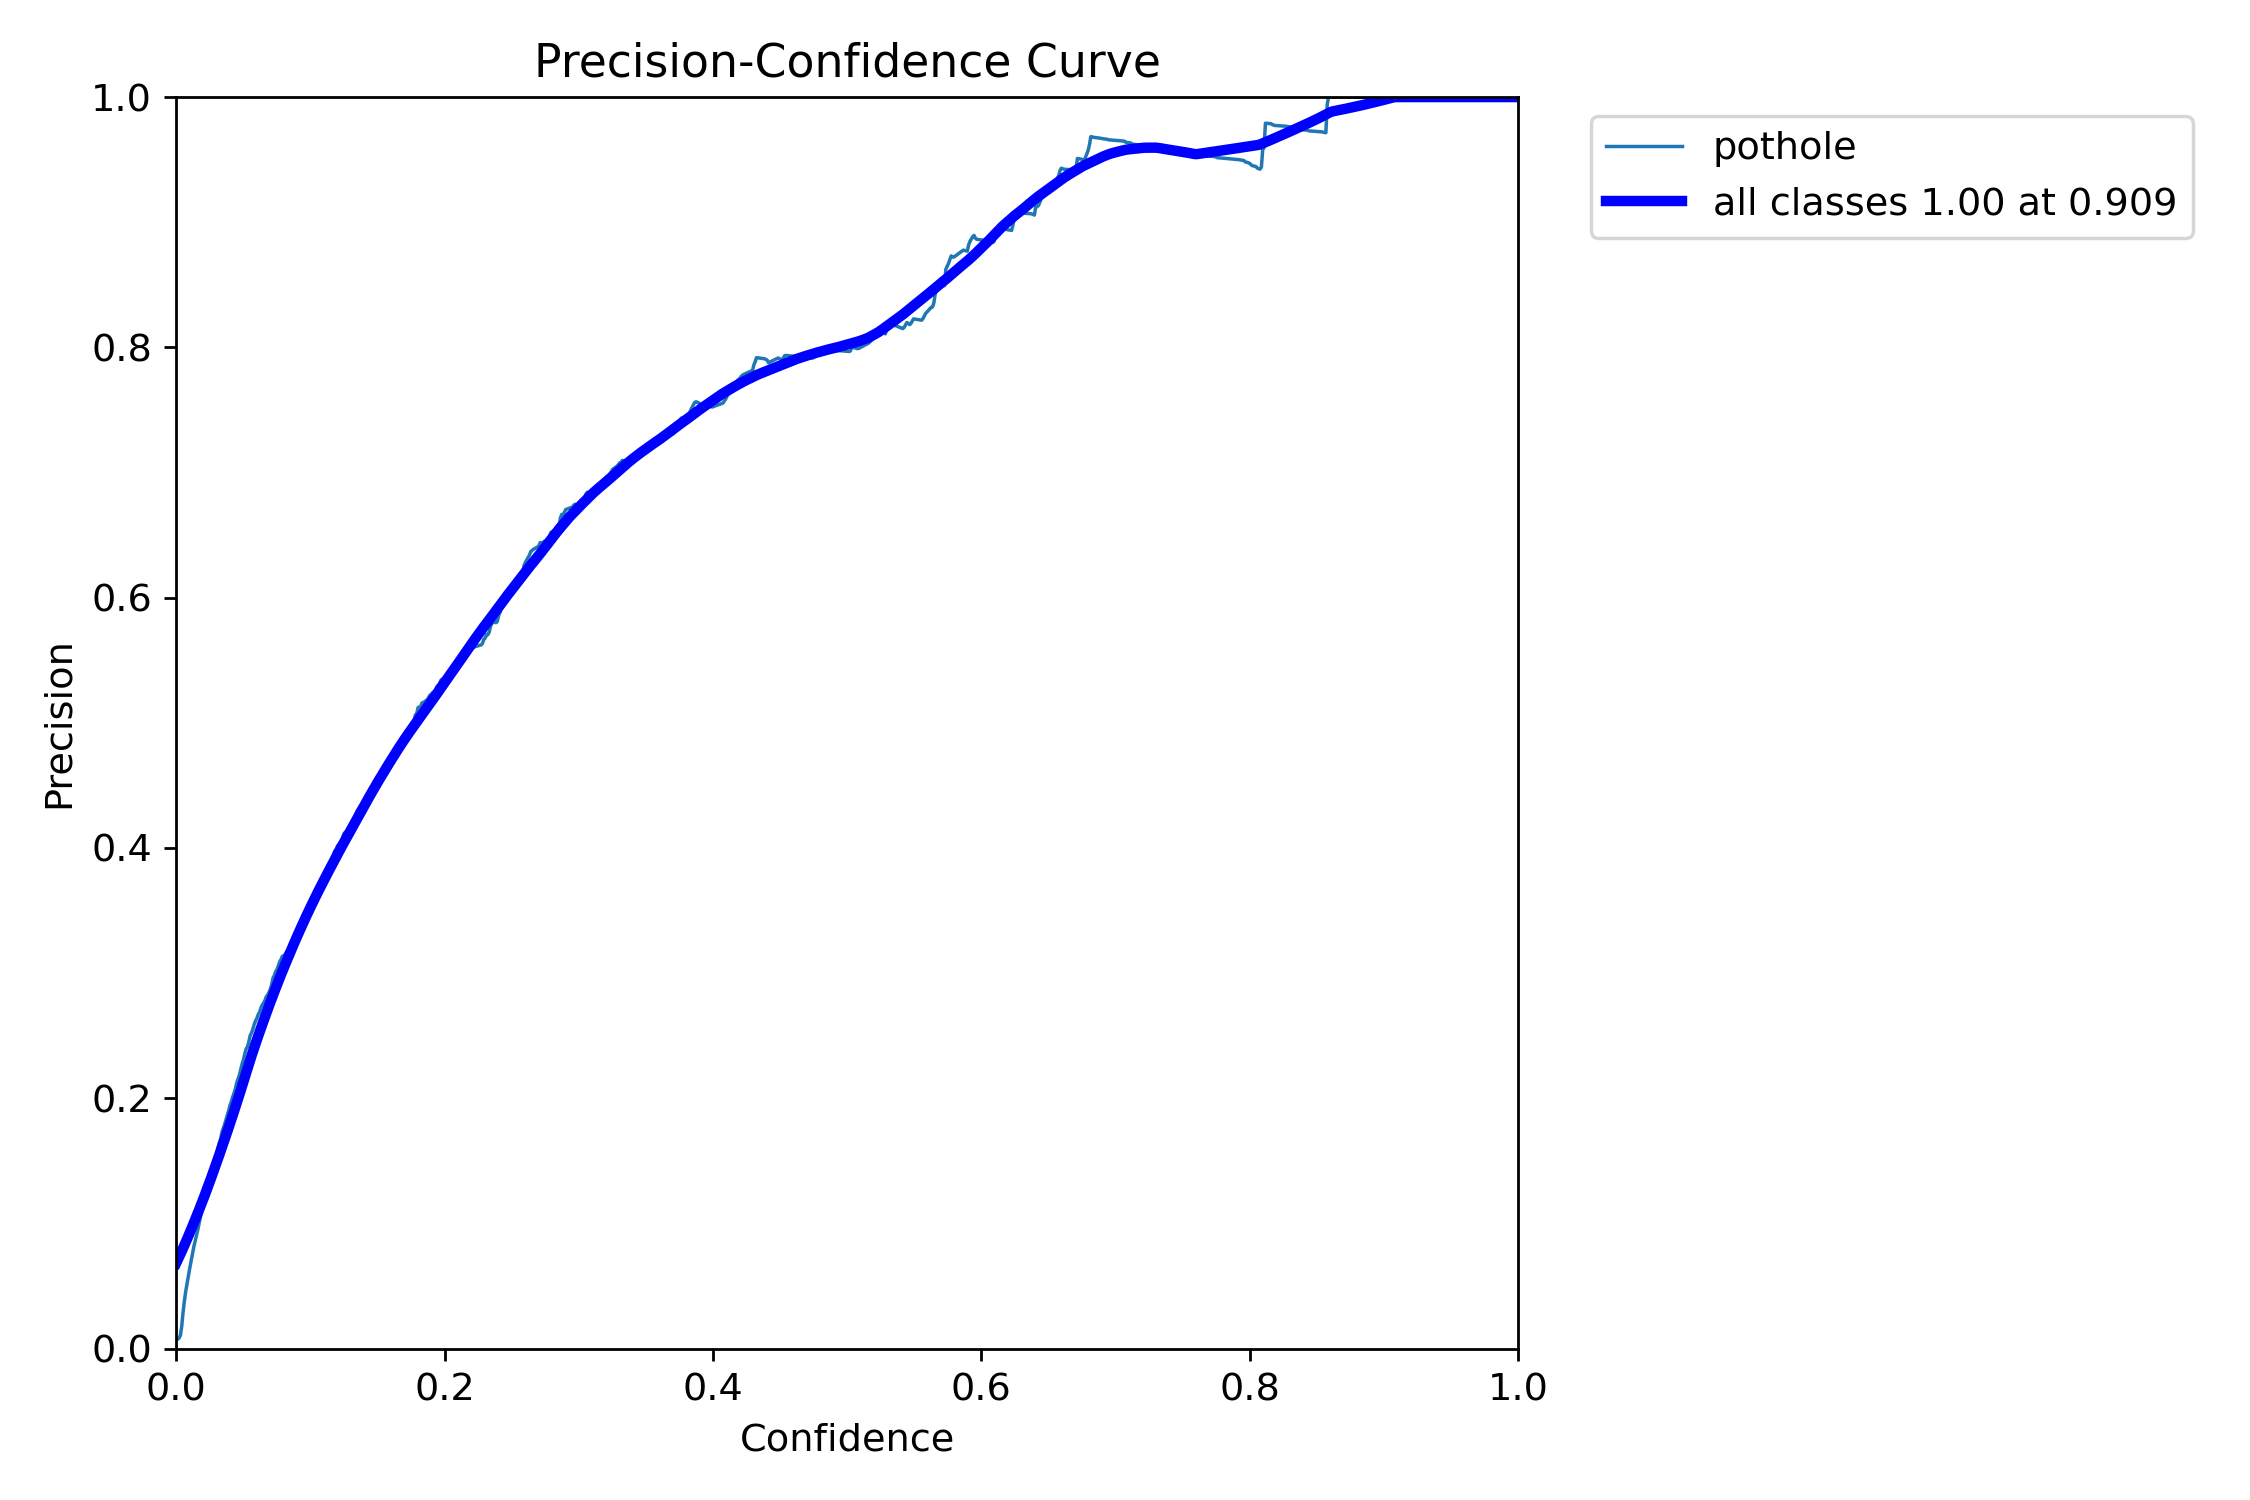 Precision-Confidence Curve
1.0
0.8
0.6
0.4
0.2
0.0
Precision
0.0 0.2 0.4 0.6 0.8 1.0
Confidence
pothole
all classes 1.00 at 0.909